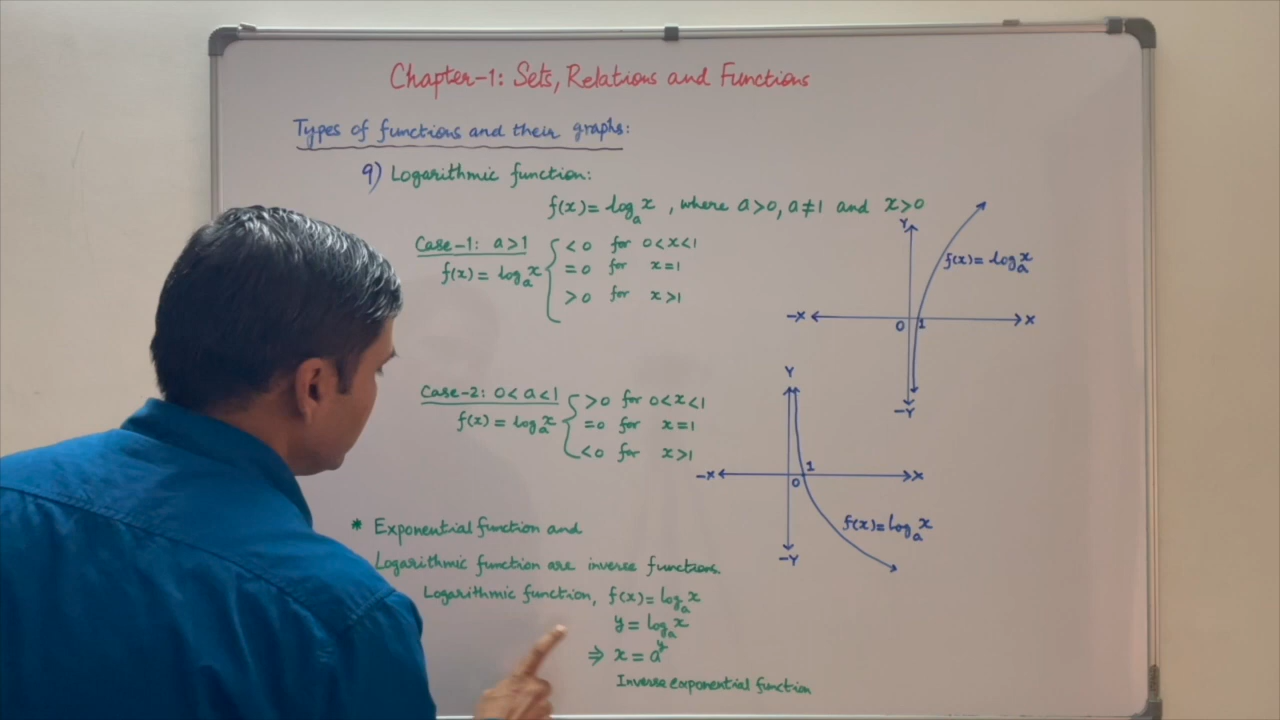 Chapter-1: Sets, Relations and Functions
Types of functions and their graphs:
9) Logarithmic function:
f(x) = logₐx , where a>0, a≠1 and x>0
Case-1: a>1
f(x) = logₐx { <0 for 0<x<1
=0 for x=1
>0 for x>1
Y
f(x) = logₐx
-X 0 1 X
-Y
Case-2: 0<a<1
f(x) = logₐx { >0 for 0<x<1
=0 for x=1
<0 for x>1
Y
-X 0 1 X
f(x) = logₐx
-Y
* Exponential function and
Logarithmic function are inverse functions.
Logarithmic function, f(x) = logₐx
y = logₐx
⇒ x = a^y
Inverse exponential function